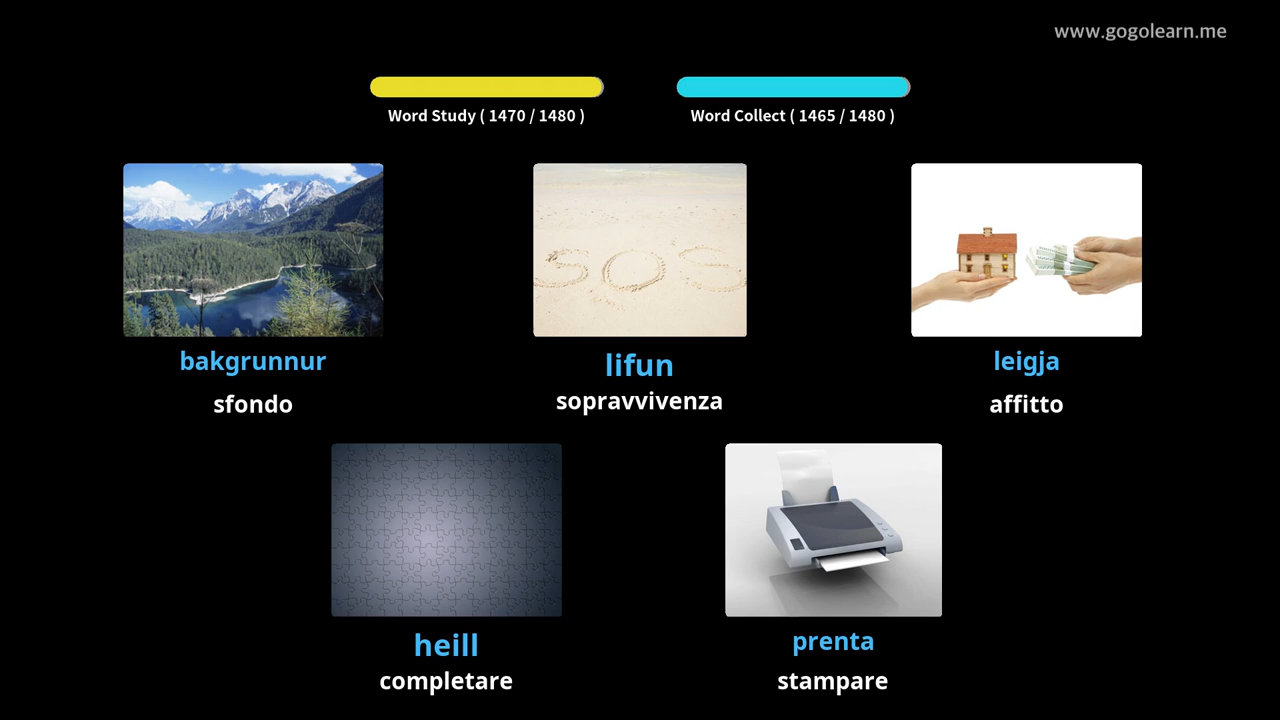 www.gogolearn.me
Word Study ( 1470 / 1480 )
Word Collect ( 1465 / 1480 )
SOS
bakgrunnur
sfondo
lifun
sopravvivenza
leigja
affitto
heill
completare
prenta
stampare